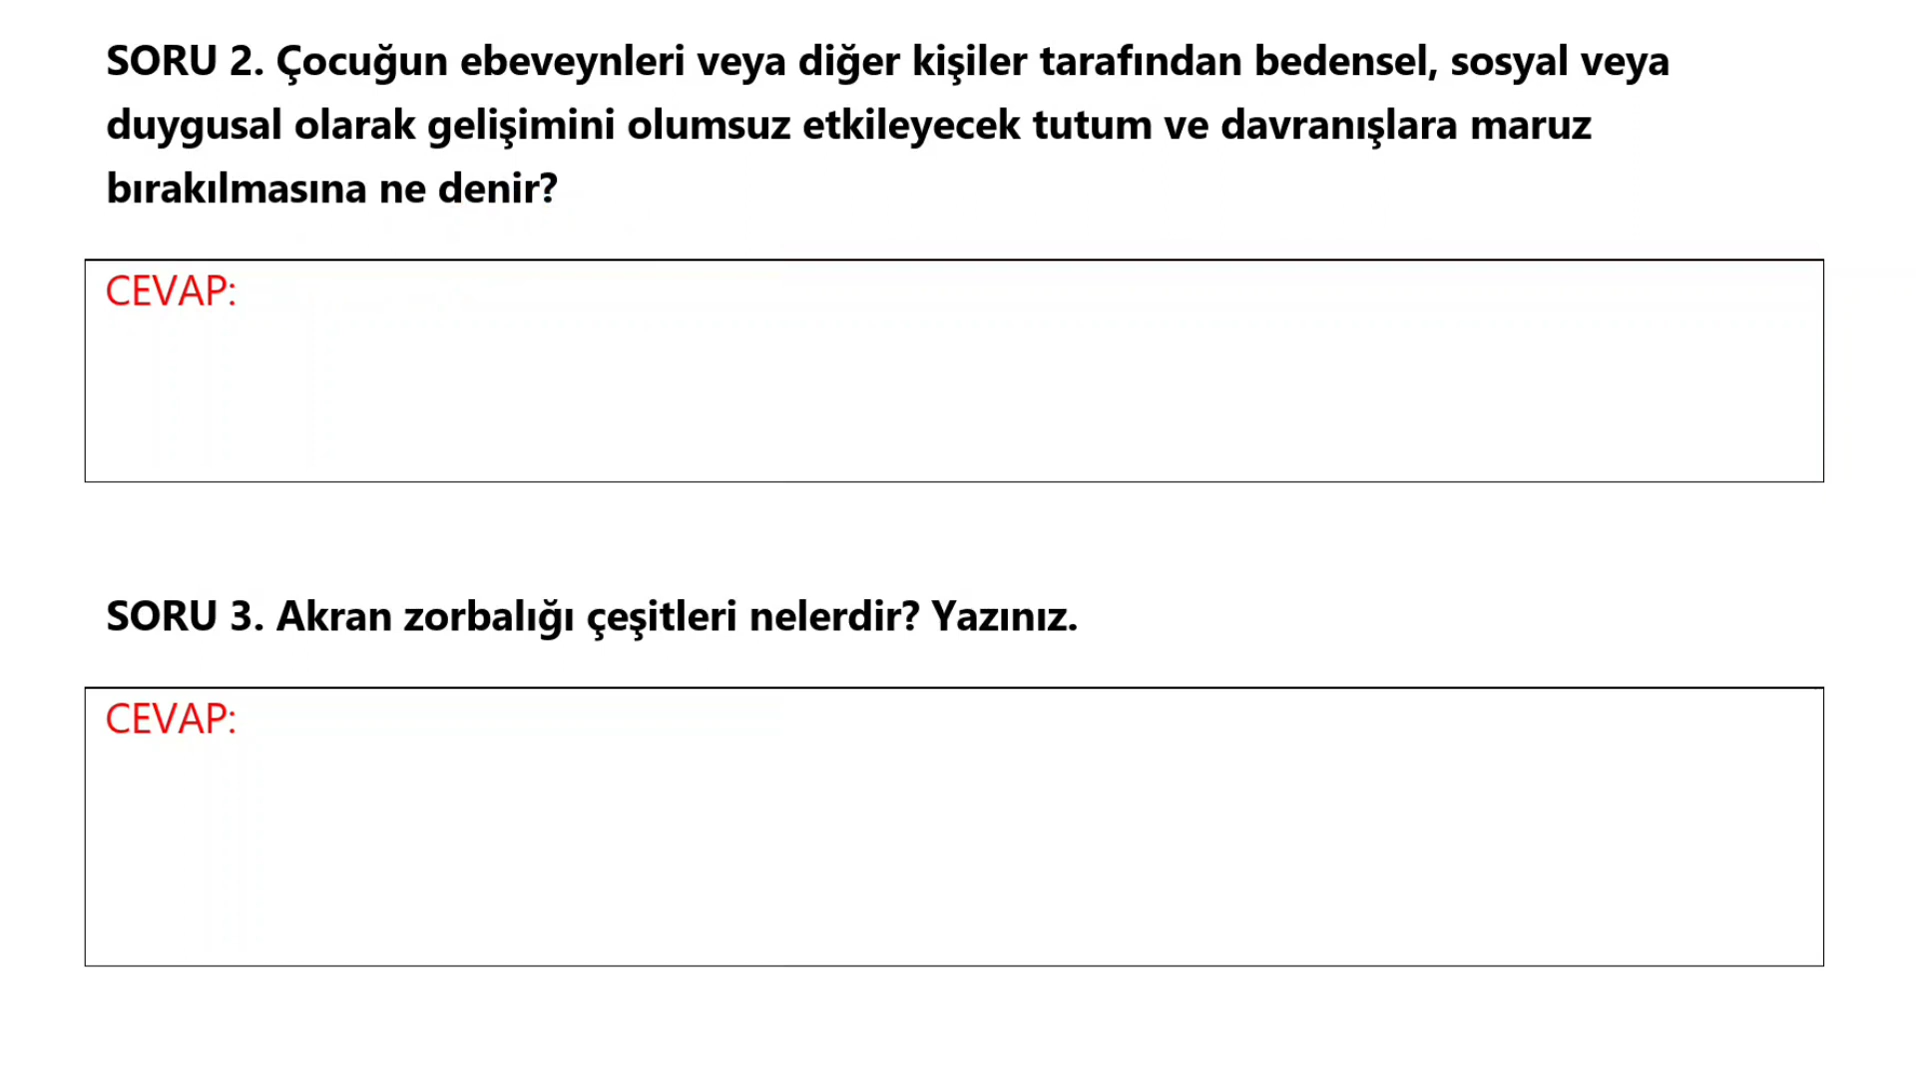 SORU 2. Çocuğun ebeveynleri veya diğer kişiler tarafından bedensel, sosyal veya
duygusal olarak gelişimini olumsuz etkileyecek tutum ve davranışlara maruz
bırakılmasına ne denir?
CEVAP:
SORU 3. Akran zorbalığı çeşitleri nelerdir? Yazınız.
CEVAP: